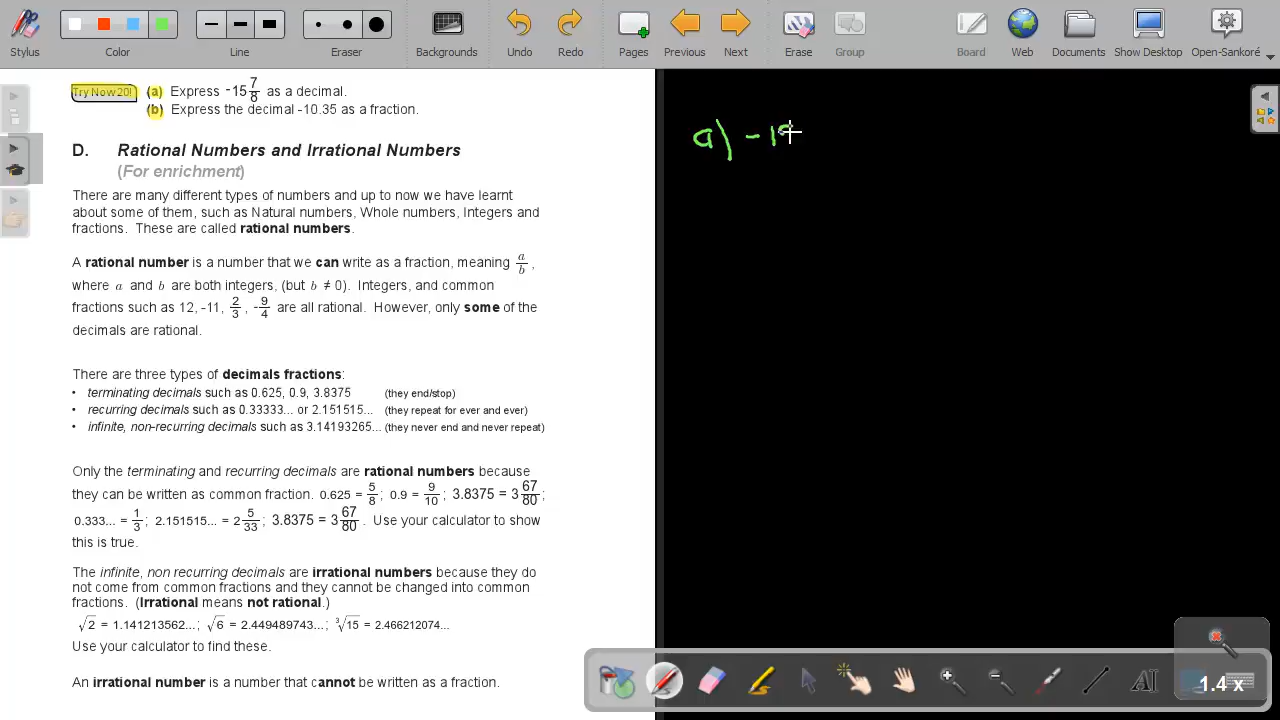 Stylus Color Line Eraser Backgrounds Undo Redo Pages Previous Next Erase Group Board Web Documents Show Desktop Open-Sankoré
Try Now 20! (a) Express -15 7/8 as a decimal.
(b) Express the decimal -10.35 as a fraction.
a) -15
D. Rational Numbers and Irrational Numbers
(For enrichment)
There are many different types of numbers and up to now we have learnt
about some of them, such as Natural numbers, Whole numbers, Integers and
fractions. These are called rational numbers.
A rational number is a number that we can write as a fraction, meaning a/b ,
where a and b are both integers, (but b ≠ 0). Integers, and common
fractions such as 12, -11, 2/3 , -9/4 are all rational. However, only some of the
decimals are rational.
There are three types of decimals fractions:
• terminating decimals such as 0.625, 0.9, 3.8375 (they end/stop)
• recurring decimals such as 0.33333... or 2.151515... (they repeat for ever and ever)
• infinite, non-recurring decimals such as 3.14193265... (they never end and never repeat)
Only the terminating and recurring decimals are rational numbers because
they can be written as common fraction. 0.625 = 5/8 ; 0.9 = 9/10 ; 3.8375 = 3 67/80 ;
0.333... = 1/3 ; 2.151515... = 2 5/33 ; 3.8375 = 3 67/80 . Use your calculator to show
this is true.
The infinite, non recurring decimals are irrational numbers because they do
not come from common fractions and they cannot be changed into common
fractions. (Irrational means not rational.)
√2 = 1.141213562... ; √6 = 2.449489743... ; ³√15 = 2.466212074...
Use your calculator to find these.
An irrational number is a number that cannot be written as a fraction.
1.4 x